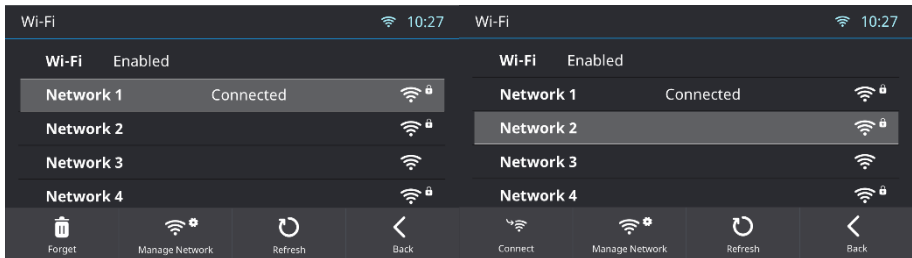 Wi-Fi 10:27
Wi-Fi Enabled
Network 1 Connected
Network 2
Network 3
Network 4
Forget Manage Network Refresh Back
Wi-Fi 10:27
Wi-Fi Enabled
Network 1 Connected
Network 2
Network 3
Network 4
Connect Manage Network Refresh Back